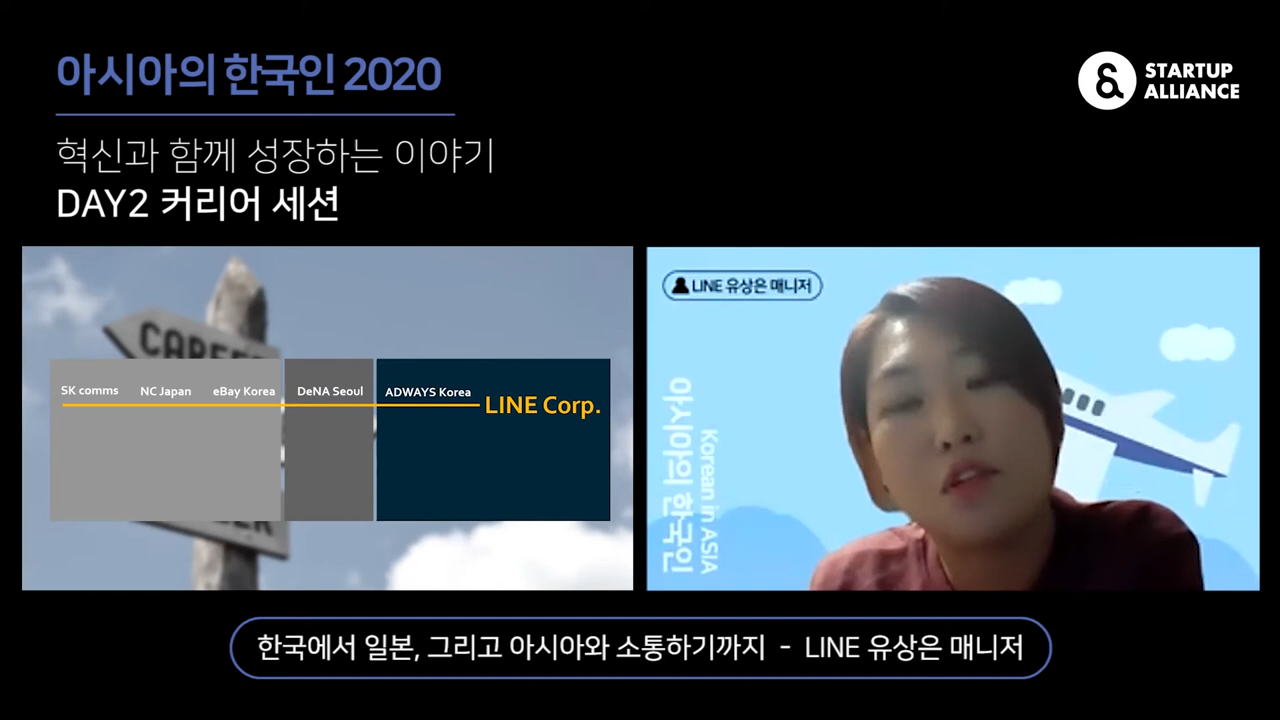 아시아의 한국인 2020
STARTUP
ALLIANCE
혁신과 함께 성장하는 이야기
DAY2 커리어 세션
CAREER
SK comms NC Japan eBay Korea DeNA Seoul ADWAYS Korea
LINE Corp.
LINE 유상은 매니저
아시아의 한국인
Korean in ASIA
한국에서 일본, 그리고 아시아와 소통하기까지 - LINE 유상은 매니저